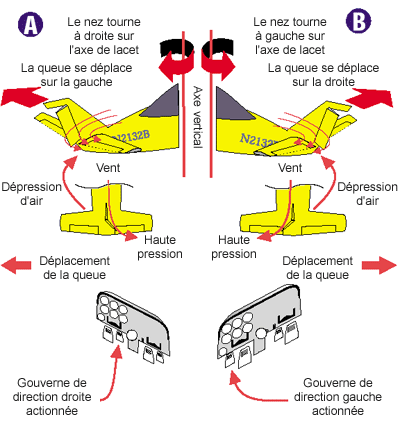 A
Le nez tourne
à droite sur
l'axe de lacet
La queue se déplace
sur la gauche
N2132B
Vent
Dépression
d'air
Haute
pression
Déplacement
de la queue
Gouverne de
direction droite
actionnée
Axe vertical
B
Le nez tourne
à gauche sur
l'axe de lacet
La queue se déplace
sur la droite
N2132
Vent
Dépression
d'air
Haute
pression
Déplacement
de la queue
Gouverne de
direction gauche
actionnée